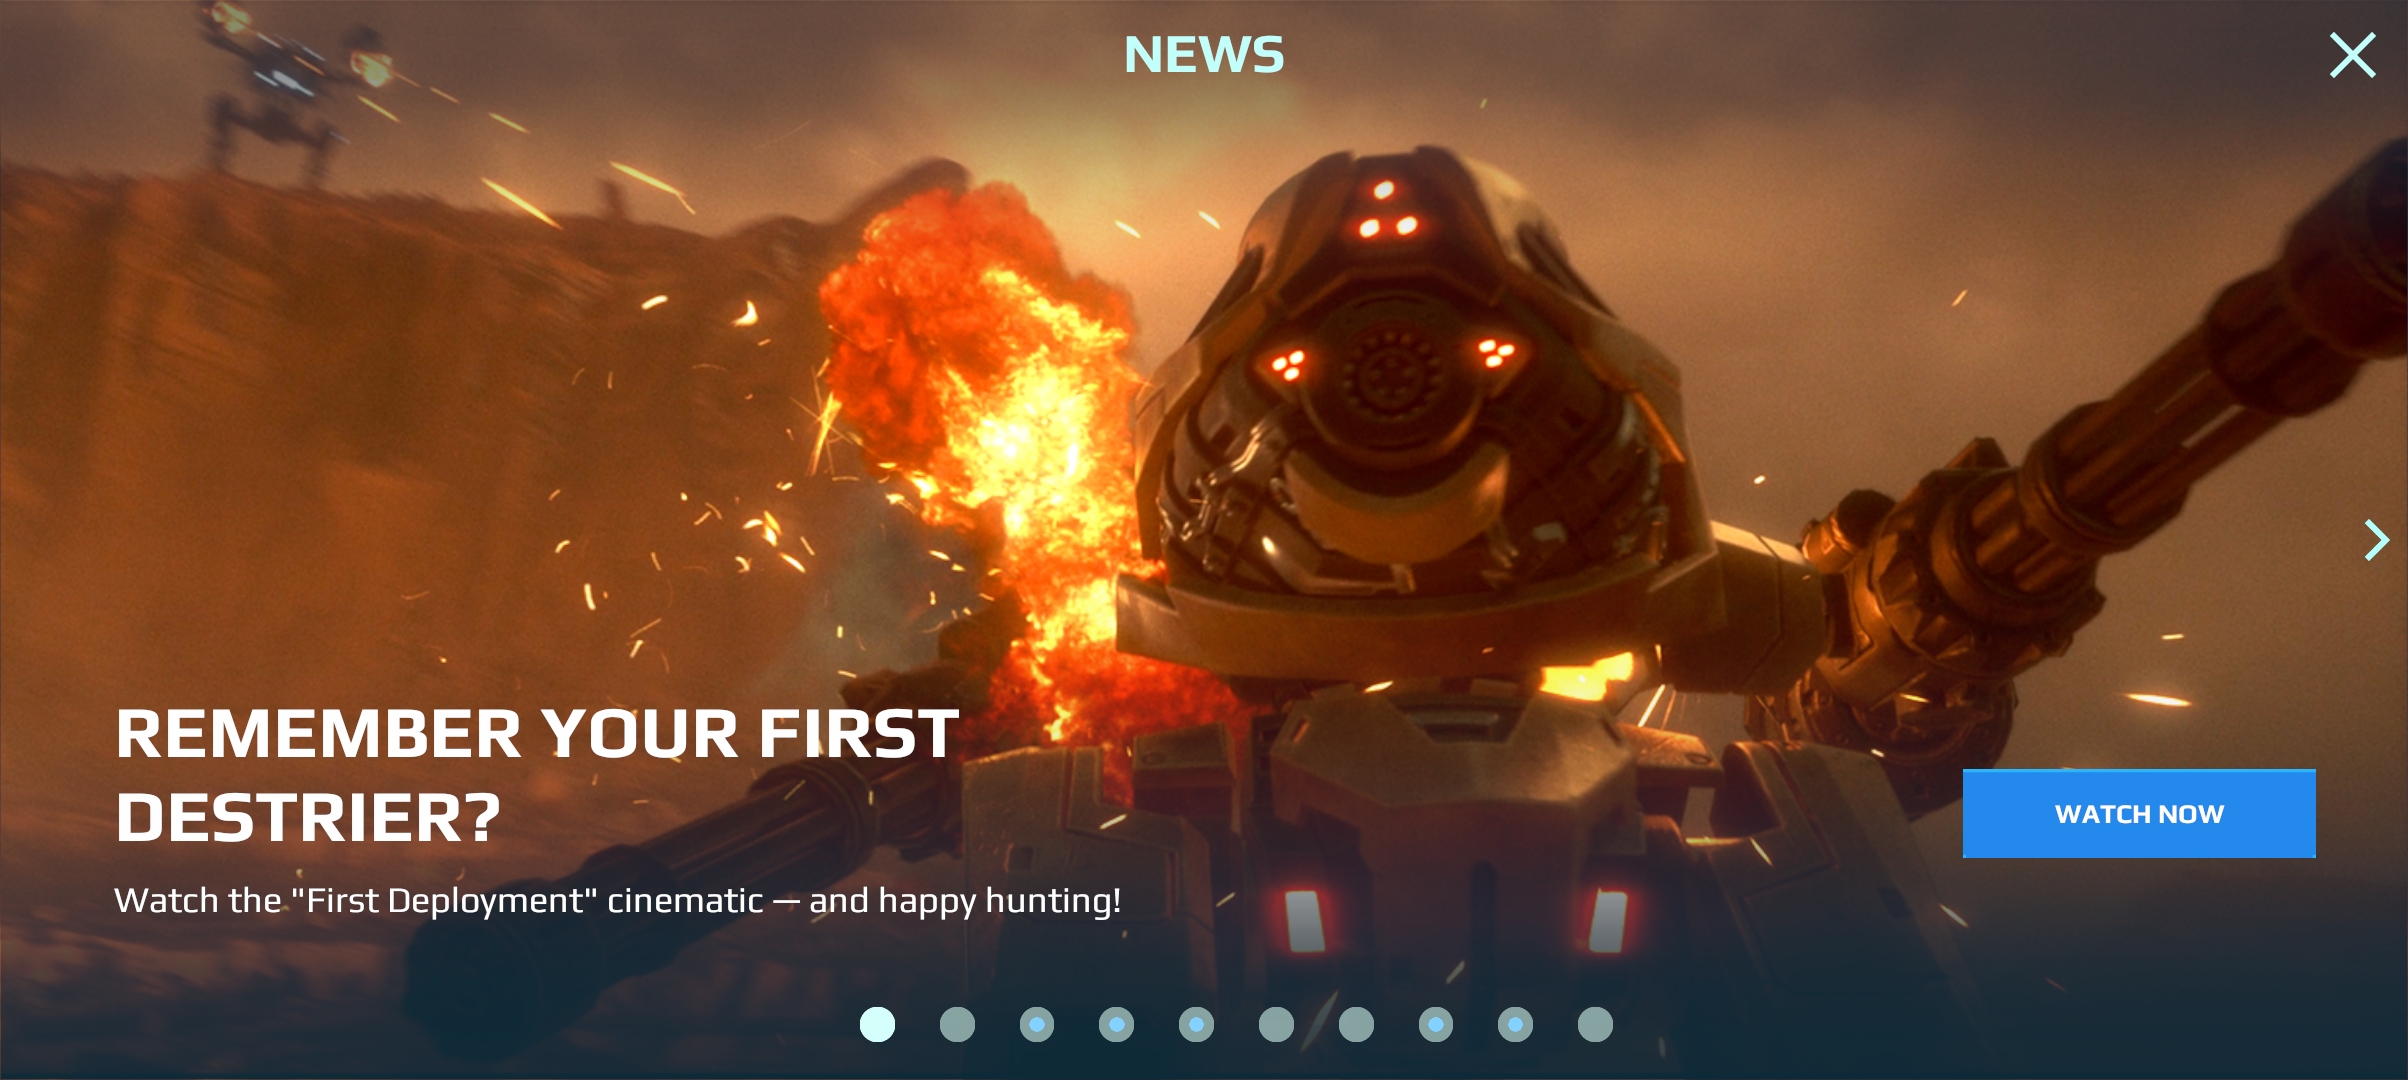 NEWS
REMEMBER YOUR FIRST
DESTRIER?
Watch the "First Deployment" cinematic — and happy hunting!
WATCH NOW